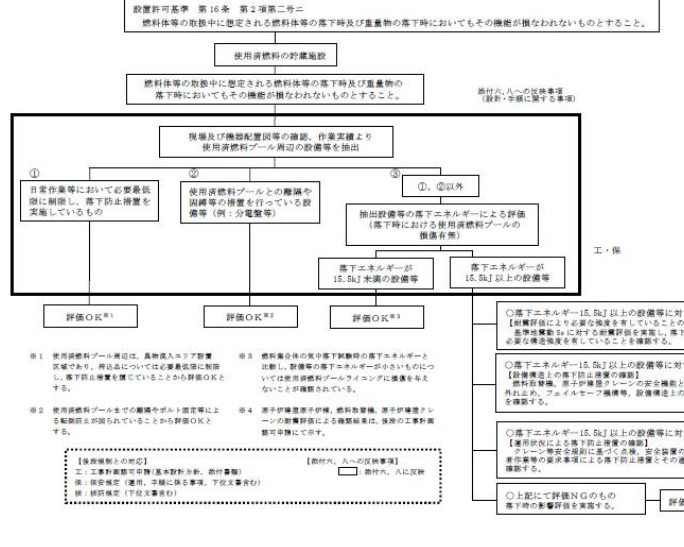 設置許可基準　第16条　第2項第二号ニ
燃料体等の取扱中に想定される燃料体等の落下時及び重量物の落下時においてもその機能が損なわれないものとすること。
使用済燃料の貯蔵施設
燃料体等の取扱中に想定される燃料体等の落下時及び重量物の
落下時においてもその機能が損なわれないものとすること。
添付六、八への反映事項
（設計・手順に関する事項）
現場及び機器配置図等の確認、作業実績より
使用済燃料プール周辺の設備等を抽出
①
日常作業等において必要最低
限に制限し、落下防止措置を
実施しているもの
②
使用済燃料プールとの離隔や
固縛等の措置を行っている設
備等（例：分電盤等）
③
①、②以外
抽出設備等の落下エネルギーによる評価
（落下時における使用済燃料プールの
損傷有無）
工・保
落下エネルギーが
15.5kJ未満の設備等
落下エネルギーが
15.5kJ以上の設備等
評価OK※1
評価OK※2
評価OK※3
○落下エネルギー15.5kJ以上の設備等に対
【耐震評価により必要な強度を有していることの
基準地震動Ssに対する耐震評価を実施し、落下
必要な構造強度を有していることを確認する。
○落下エネルギー15.5kJ以上の設備等に対
【設備構造上の落下防止措置の確認】
燃料取替機、原子炉建屋クレーンの安全機能と
外れ止め、フェイルセーフ機構等、設備構造上の
を確認する。
○落下エネルギー15.5kJ以上の設備等に対
【運用状況による落下防止措置の確認】
クレーン等安全規則に基づく点検、安全装置の
者作業等の要求事項による落下防止措置とその適
確認する。
○上記にて評価NGのもの
落下時の影響評価を実施する。
評価
※1　使用済燃料プール周辺は、異物混入エリア設置
区域であり、持込品については必要最低限に制限
し、落下防止措置を講じていることから評価OKと
する。
※2　使用済燃料プールまでの離隔やボルト固定等によ
る転倒防止が図られていることから評価OKと
する。
※3　燃料集合体の気中落下試験時の落下エネルギーと
比較し、設備等の落下エネルギーが小さいものにつ
いては使用済燃料プールライニングに損傷を与え
ないことが確認されている。
※4　原子炉建屋原子炉棟、燃料取替機、原子炉建屋クレ
ーンの耐震評価による確認結果は、後段の工事計画
認可申請にて示す。
【後段規制との対応】
工：工事計画認可申請（基本設計方針、添付書類）
保：保安規定（運用、手順に係る事項、下位文書含む）
核：核防規定（下位文書含む）
【添付六、八への反映事項】
：添付六、八に反映